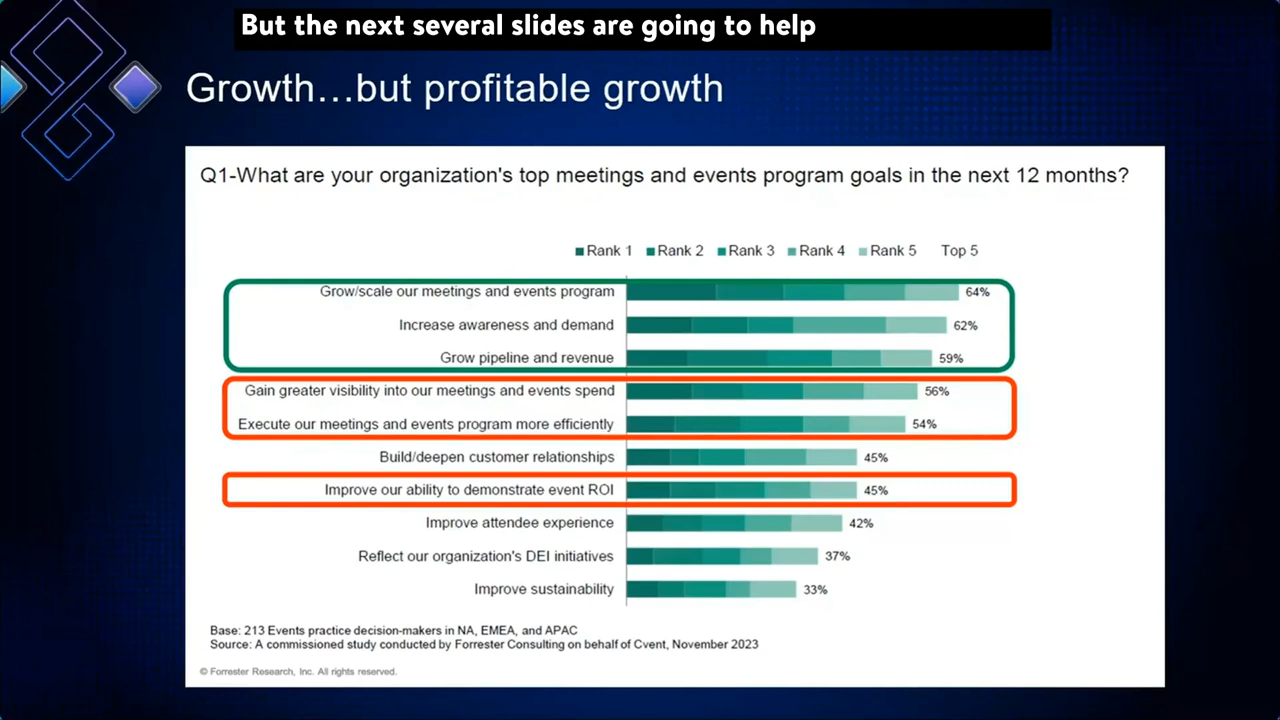 But the next several slides are going to help
Growth…but profitable growth
Q1-What are your organization's top meetings and events program goals in the next 12 months?
Rank 1 Rank 2 Rank 3 Rank 4 Rank 5 Top 5
Grow/scale our meetings and events program 64%
Increase awareness and demand 62%
Grow pipeline and revenue 59%
Gain greater visibility into our meetings and events spend 56%
Execute our meetings and events program more efficiently 54%
Build/deepen customer relationships 45%
Improve our ability to demonstrate event ROI 45%
Improve attendee experience 42%
Reflect our organization's DEI initiatives 37%
Improve sustainability 33%
Base: 213 Events practice decision-makers in NA, EMEA, and APAC
Source: A commissioned study conducted by Forrester Consulting on behalf of Cvent, November 2023
© Forrester Research, Inc. All rights reserved.